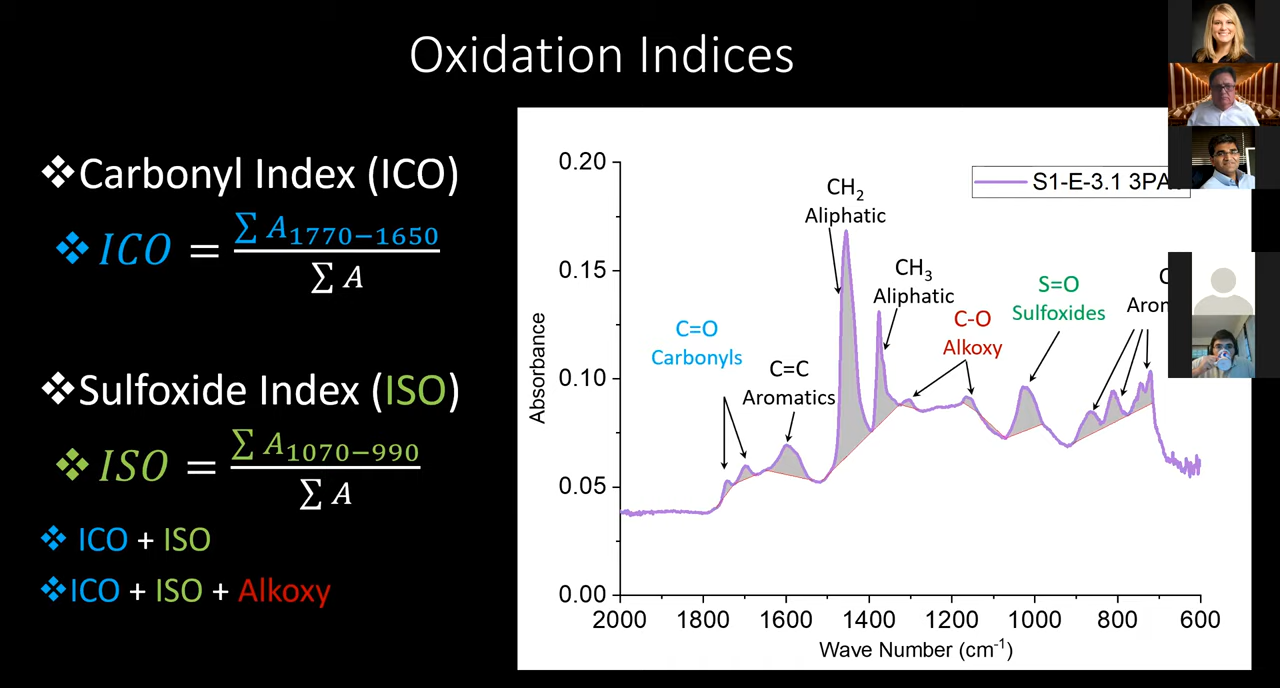 Oxidation Indices
❖Carbonyl Index (ICO)
❖ ICO = ∑ A₁₇₇₀₋₁₆₅₀ / ∑ A
❖Sulfoxide Index (ISO)
❖ ISO = ∑ A₁₀₇₀₋₉₉₀ / ∑ A
❖ ICO + ISO
❖ICO + ISO + Alkoxy
S1-E-3.1
CH₂
Aliphatic
CH₃
Aliphatic
C=O
Carbonyls
C=C
Aromatics
C-O
Alkoxy
S=O
Sulfoxides
Absorbance
0.20
0.15
0.10
0.05
0.00
2000 1800 1600 1400 1200 1000 800 600
Wave Number (cm⁻¹)